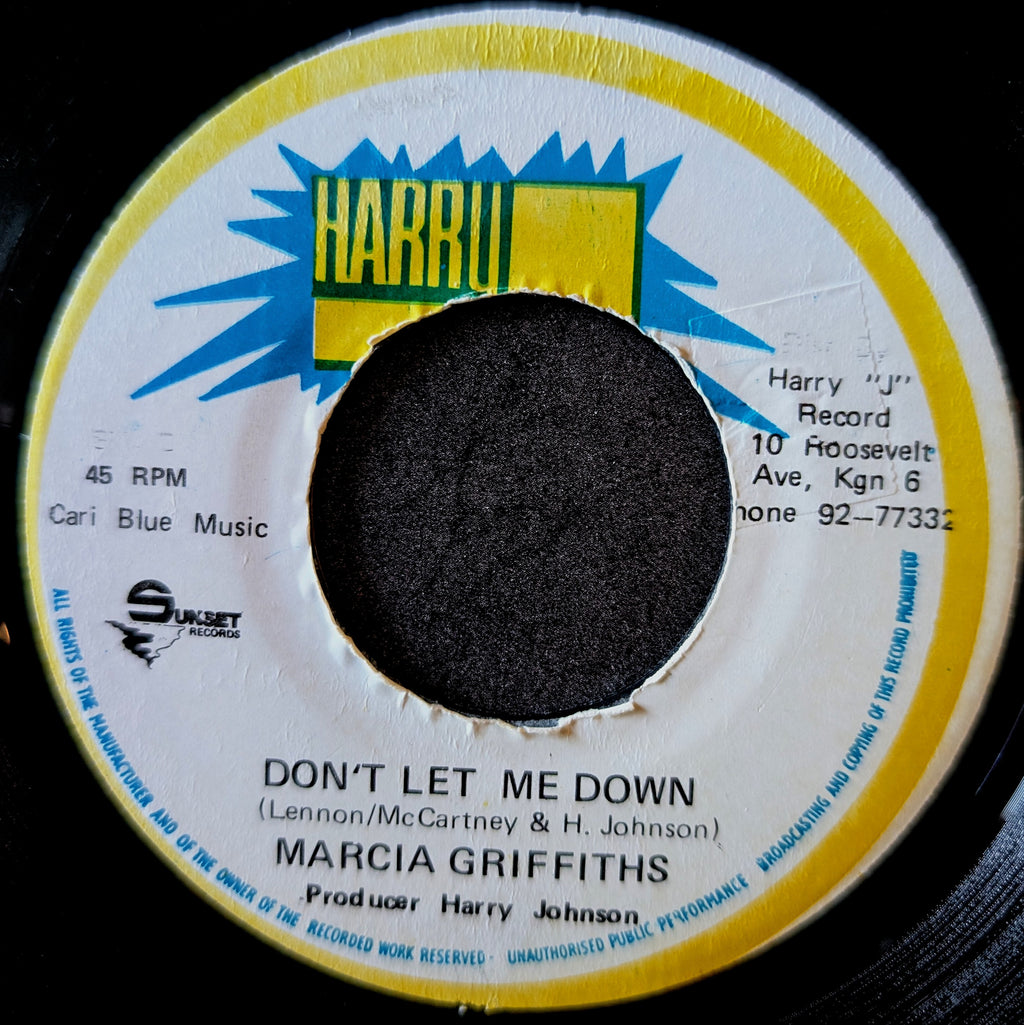 HARRY
Harry "J"
Record
10 Roosevelt
Ave, Kgn 6
hone 92-77332
45 RPM
Cari Blue Music
SUNSET
RECORDS
DON'T LET ME DOWN
(Lennon/McCartney & H. Johnson)
MARCIA GRIFFITHS
Producer Harry Johnson
ALL RIGHTS OF THE MANUFACTURER AND OF THE OWNER OF THE RECORDED WORK RESERVED · UNAUTHORISED PUBLIC PERFORMANCE BROADCASTING AND COPYING OF THIS RECORD PROHIBITED